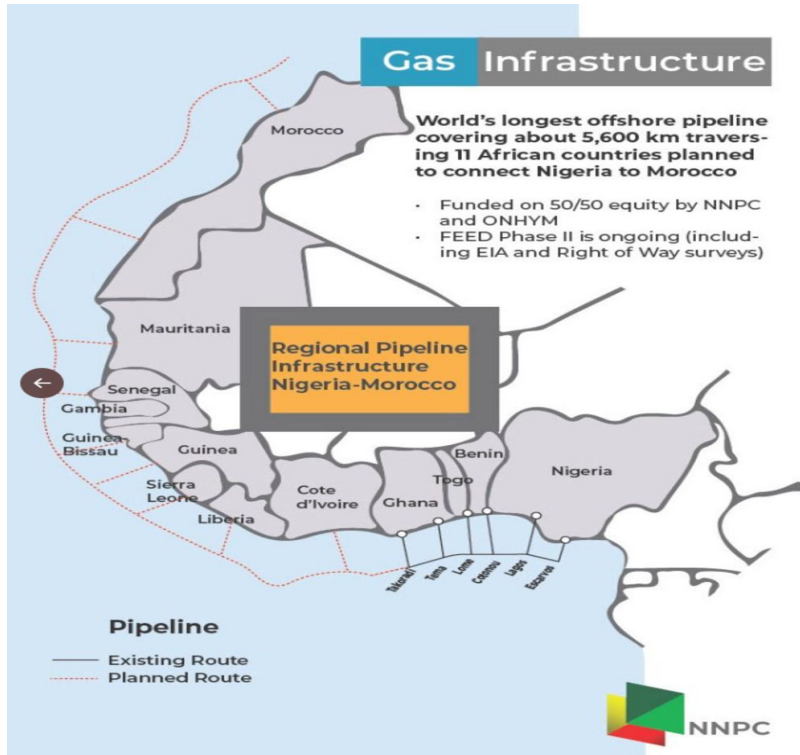 Gas Infrastructure
World's longest offshore pipeline
covering about 5,600 km travers-
ing 11 African countries planned
to connect Nigeria to Morocco
· Funded on 50/50 equity by NNPC
and ONHYM
· FEED Phase II is ongoing (includ-
ing EIA and Right of Way surveys)
Morocco
Mauritania
Regional Pipeline
Infrastructure
Nigeria-Morocco
Senegal
Gambia
Guinea-
Bissau
Guinea
Sierra
Leone
Liberia
Cote
d'Ivoire
Ghana
Togo
Benin
Nigeria
Takoradi
Tema
Lome
Cotonou
Lagos
Escarvos
Pipeline
Existing Route
Planned Route
NNPC